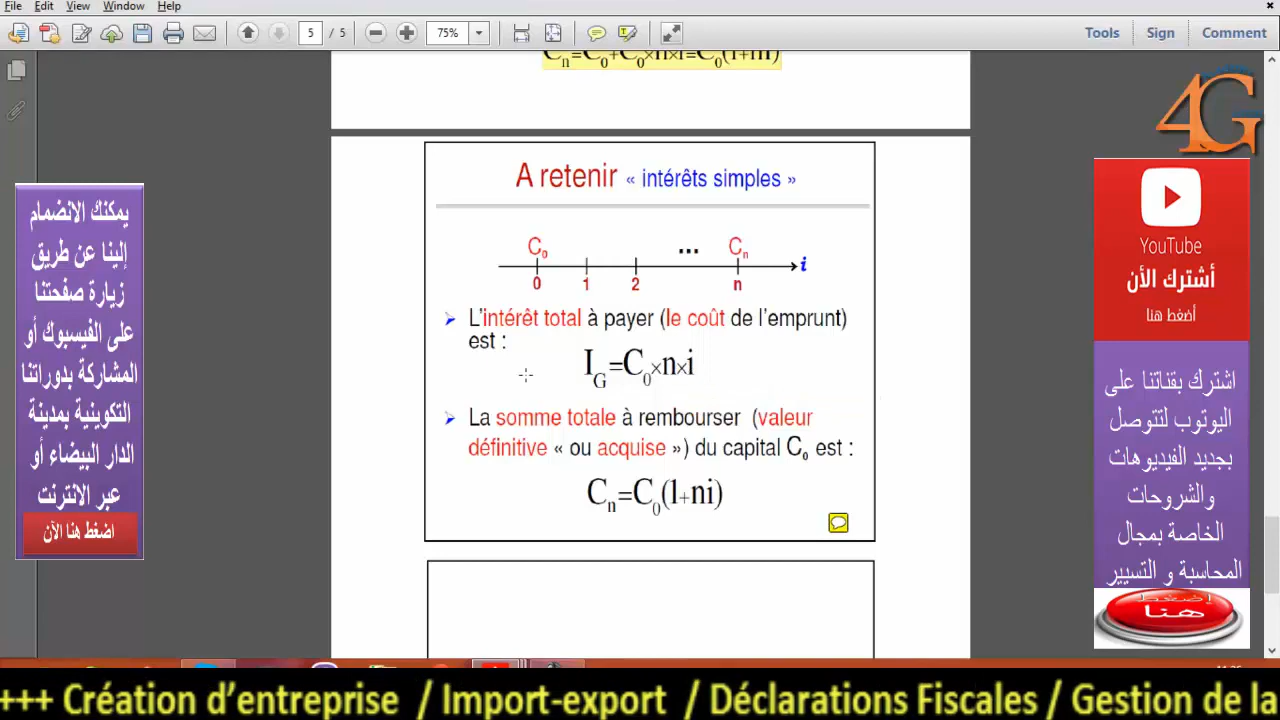 File Edit View Window Help
5 / 5 75% Tools Sign Comment
Cn=C0+C0×n×i=C0(1+ni)
4G
A retenir « intérêts simples »
C0 ... Cn
i
0 1 2 n
➤ L'intérêt total à payer (le coût de l'emprunt)
est :
IG=C0×n×i
➤ La somme totale à rembourser (valeur
définitive « ou acquise ») du capital C0 est :
Cn=C0(1+ni)
يمكنك الانضمام
إلينا عن طريق
زيارة صفحتنا
على الفيسبوك أو
المشاركة بدوراتنا
التكوينية بمدينة
الدار البيضاء أو
عبر الانترنت
اضغط هنا الآن
YouTube
أشترك الأن
أضغط هنا
اشترك بقناتنا على
اليوتوب لتتوصل
بجديد الفيديوهات
والشروحات
الخاصة بمجال
المحاسبة و التسيير
إضغط
هنا
+++ Création d'entreprise / Import-export / Déclarations Fiscales / Gestion de la